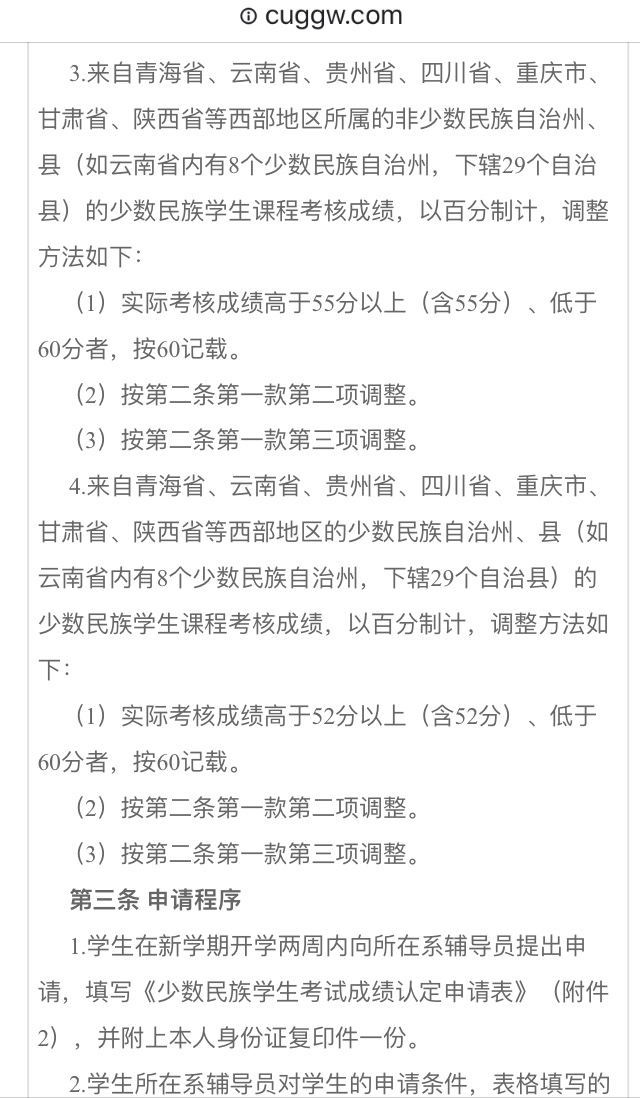 cuggw.com
3.来自青海省、云南省、贵州省、四川省、重庆市、
甘肃省、陕西省等西部地区所属的非少数民族自治州、
县（如云南省内有8个少数民族自治州，下辖29个自治
县）的少数民族学生课程考核成绩，以百分制计，调整
方法如下：
（1）实际考核成绩高于55分以上（含55分）、低于
60分者，按60记载。
（2）按第二条第一款第二项调整。
（3）按第二条第一款第三项调整。
4.来自青海省、云南省、贵州省、四川省、重庆市、
甘肃省、陕西省等西部地区的少数民族自治州、县（如
云南省内有8个少数民族自治州，下辖29个自治县）的
少数民族学生课程考核成绩，以百分制计，调整方法如
下：
（1）实际考核成绩高于52分以上（含52分）、低于
60分者，按60记载。
（2）按第二条第一款第二项调整。
（3）按第二条第一款第三项调整。
第三条 申请程序
1.学生在新学期开学两周内向所在系辅导员提出申
请，填写《少数民族学生考试成绩认定申请表》（附件
2），并附上本人身份证复印件一份。
2.学生所在系辅导员对学生的申请条件，表格填写的